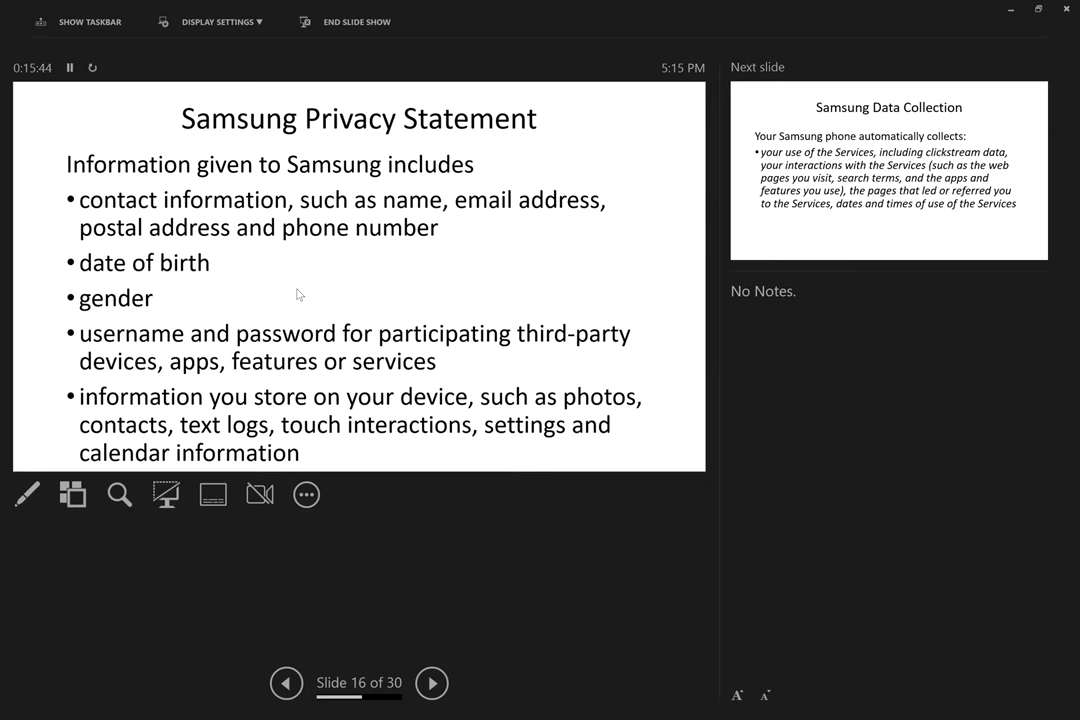 SHOW TASKBAR
DISPLAY SETTINGS ▼
END SLIDE SHOW
0:15:44
5:15 PM
Samsung Privacy Statement
Information given to Samsung includes
• contact information, such as name, email address,
postal address and phone number
• date of birth
• gender
• username and password for participating third-party
devices, apps, features or services
• information you store on your device, such as photos,
contacts, text logs, touch interactions, settings and
calendar information
Slide 16 of 30
Next slide
Samsung Data Collection
Your Samsung phone automatically collects:
• your use of the Services, including clickstream data,
your interactions with the Services (such as the web
pages you visit, search terms, and the apps and
features you use), the pages that led or referred you
to the Services, dates and times of use of the Services
No Notes.
A
A